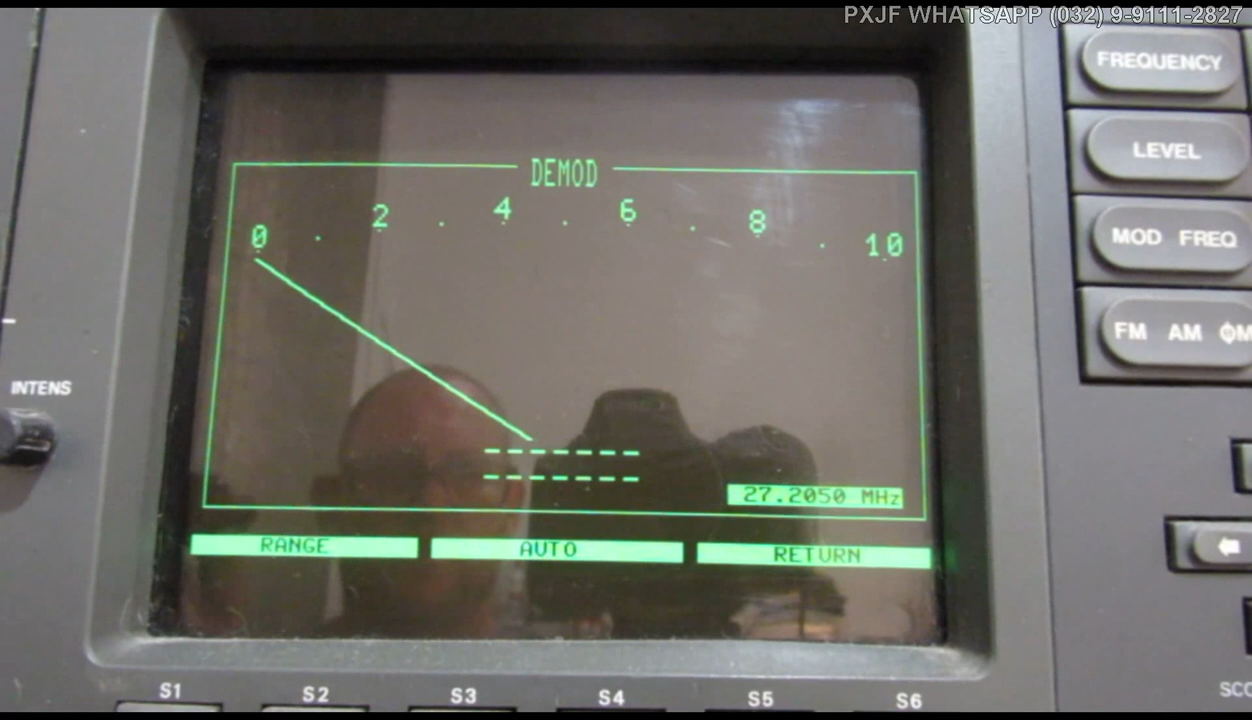 PXJF WHATSAPP (032) 9-9111-2827
FREQUENCY
LEVEL
MOD FREQ
FM AM ΦM
DEMOD
0 . 2 . 4 . 6 . 8 . 10
INTENS
27.2050 MHz
RANGE AUTO RETURN
S1 S2 S3 S4 S5 S6